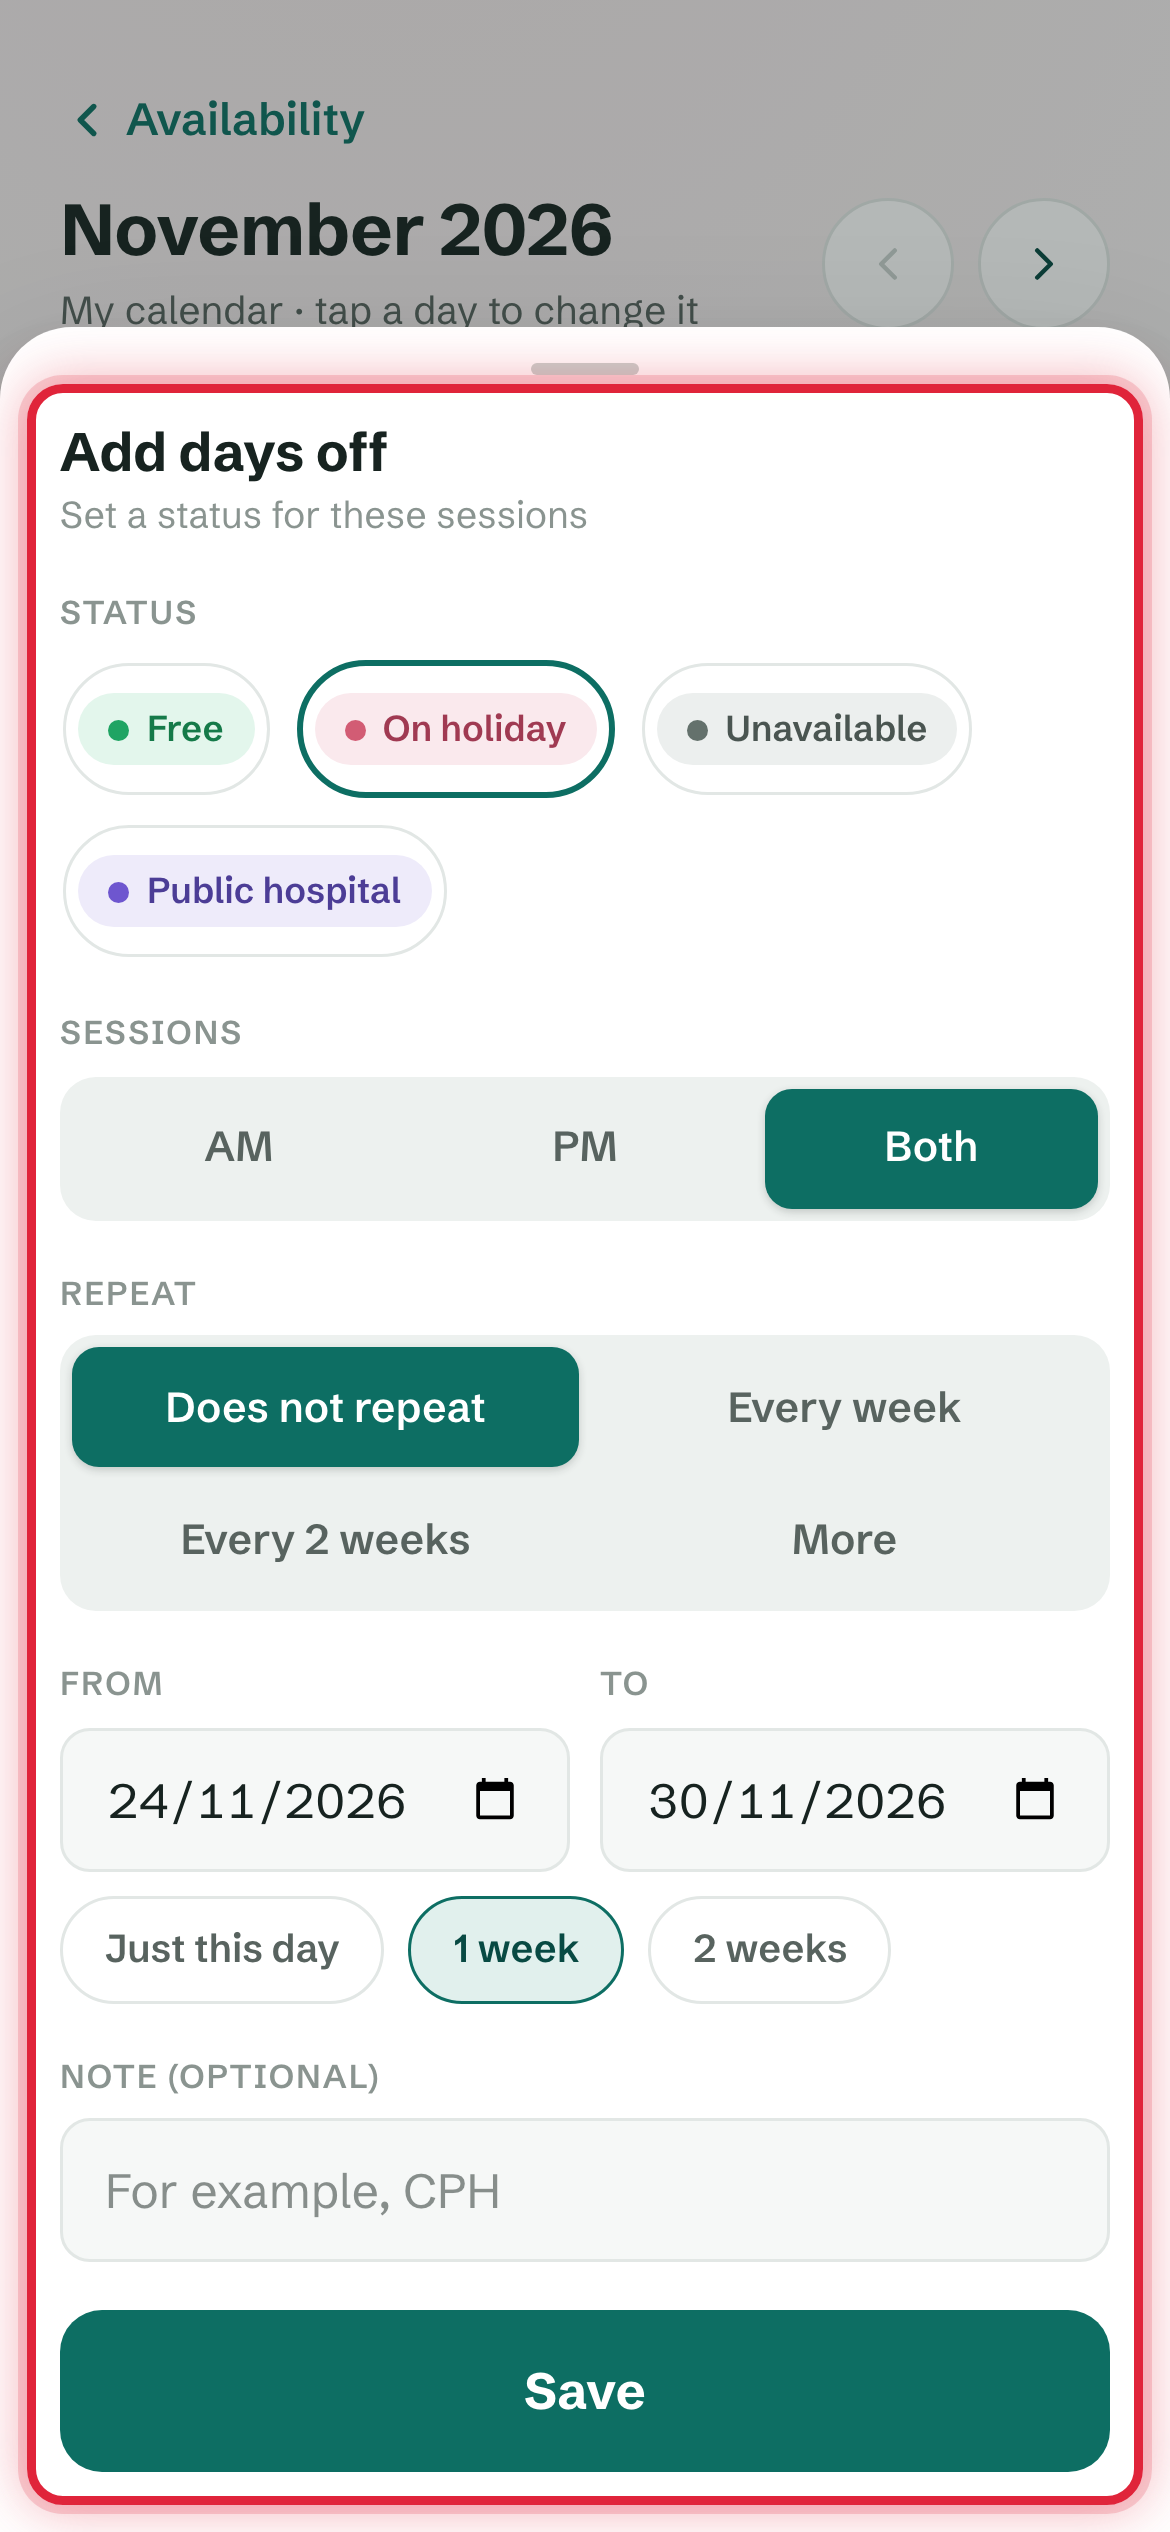 Availability
November 2026
My calendar · tap a day to change it
Add days off
Set a status for these sessions
STATUS
Free
On holiday
Unavailable
Public hospital
SESSIONS
AM
PM
Both
REPEAT
Does not repeat
Every week
Every 2 weeks
More
FROM
TO
24/11/2026
30/11/2026
Just this day
1 week
2 weeks
NOTE (OPTIONAL)
For example, CPH
Save